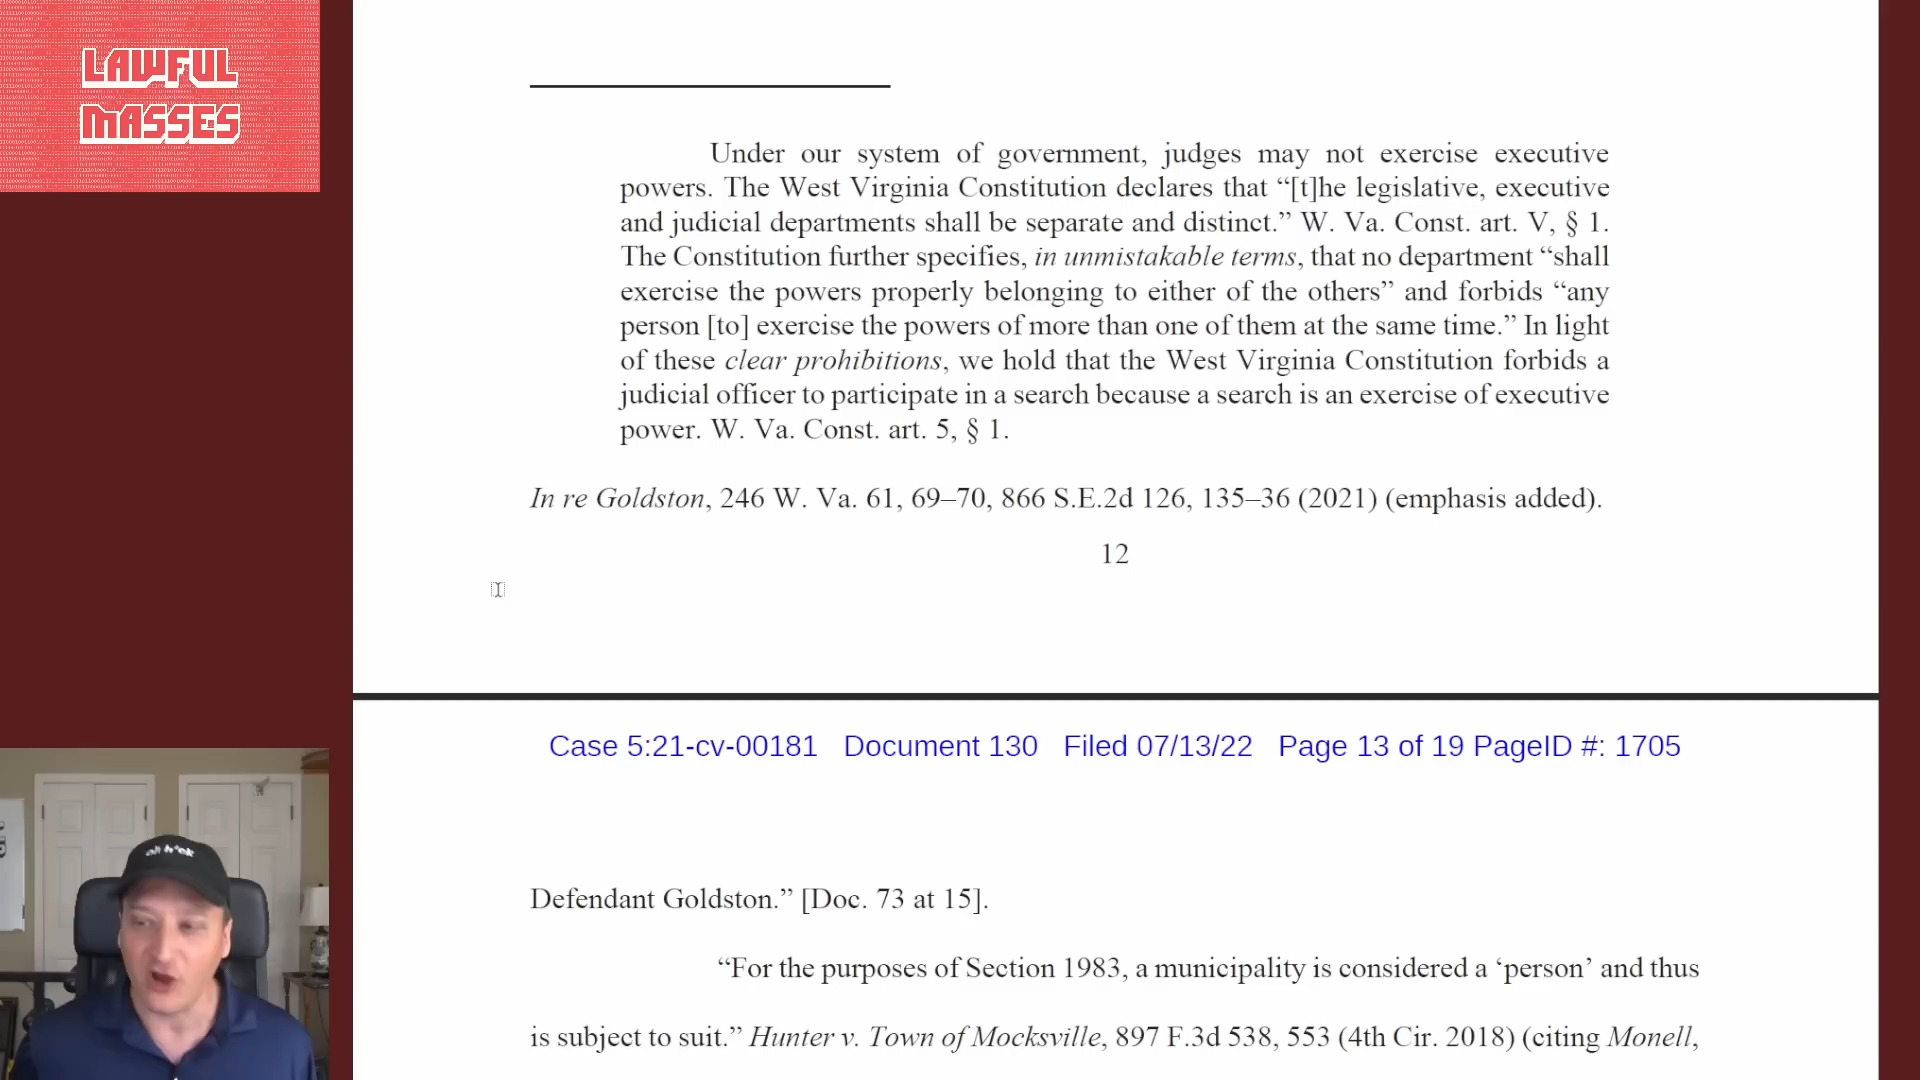 LAWFUL
MASSES
Under our system of government, judges may not exercise executive
powers. The West Virginia Constitution declares that “[t]he legislative, executive
and judicial departments shall be separate and distinct.” W. Va. Const. art. V, § 1.
The Constitution further specifies, in unmistakable terms, that no department “shall
exercise the powers properly belonging to either of the others” and forbids “any
person [to] exercise the powers of more than one of them at the same time.” In light
of these clear prohibitions, we hold that the West Virginia Constitution forbids a
judicial officer to participate in a search because a search is an exercise of executive
power. W. Va. Const. art. 5, § 1.
In re Goldston, 246 W. Va. 61, 69–70, 866 S.E.2d 126, 135–36 (2021) (emphasis added).
12
Case 5:21-cv-00181 Document 130 Filed 07/13/22 Page 13 of 19 PageID #: 1705
Defendant Goldston.” [Doc. 73 at 15].
“For the purposes of Section 1983, a municipality is considered a ‘person’ and thus
is subject to suit.” Hunter v. Town of Mocksville, 897 F.3d 538, 553 (4th Cir. 2018) (citing Monell,
oh h*ck